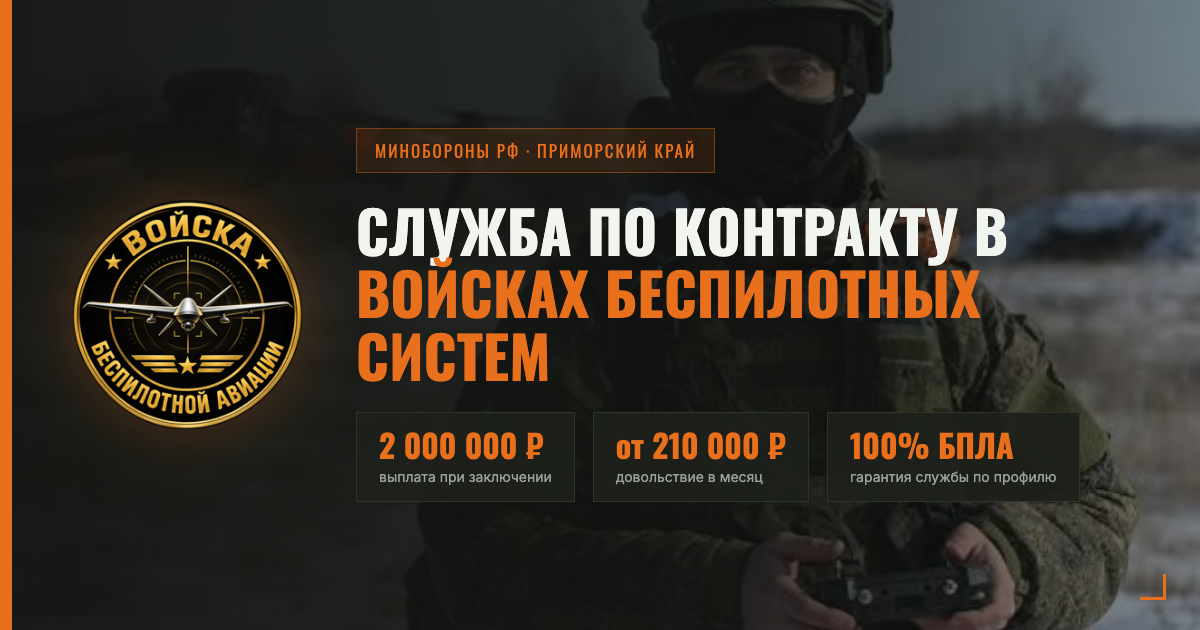 МИНОБОРОНЫ РФ · ПРИМОРСКИЙ КРАЙ
ВОЙСКА
БЕСПИЛОТНОЙ АВИАЦИИ
СЛУЖБА ПО КОНТРАКТУ В
ВОЙСКАХ БЕСПИЛОТНЫХ
СИСТЕМ
2 000 000 ₽
выплата при заключении
от 210 000 ₽
довольствие в месяц
100% БПЛА
гарантия службы по профилю